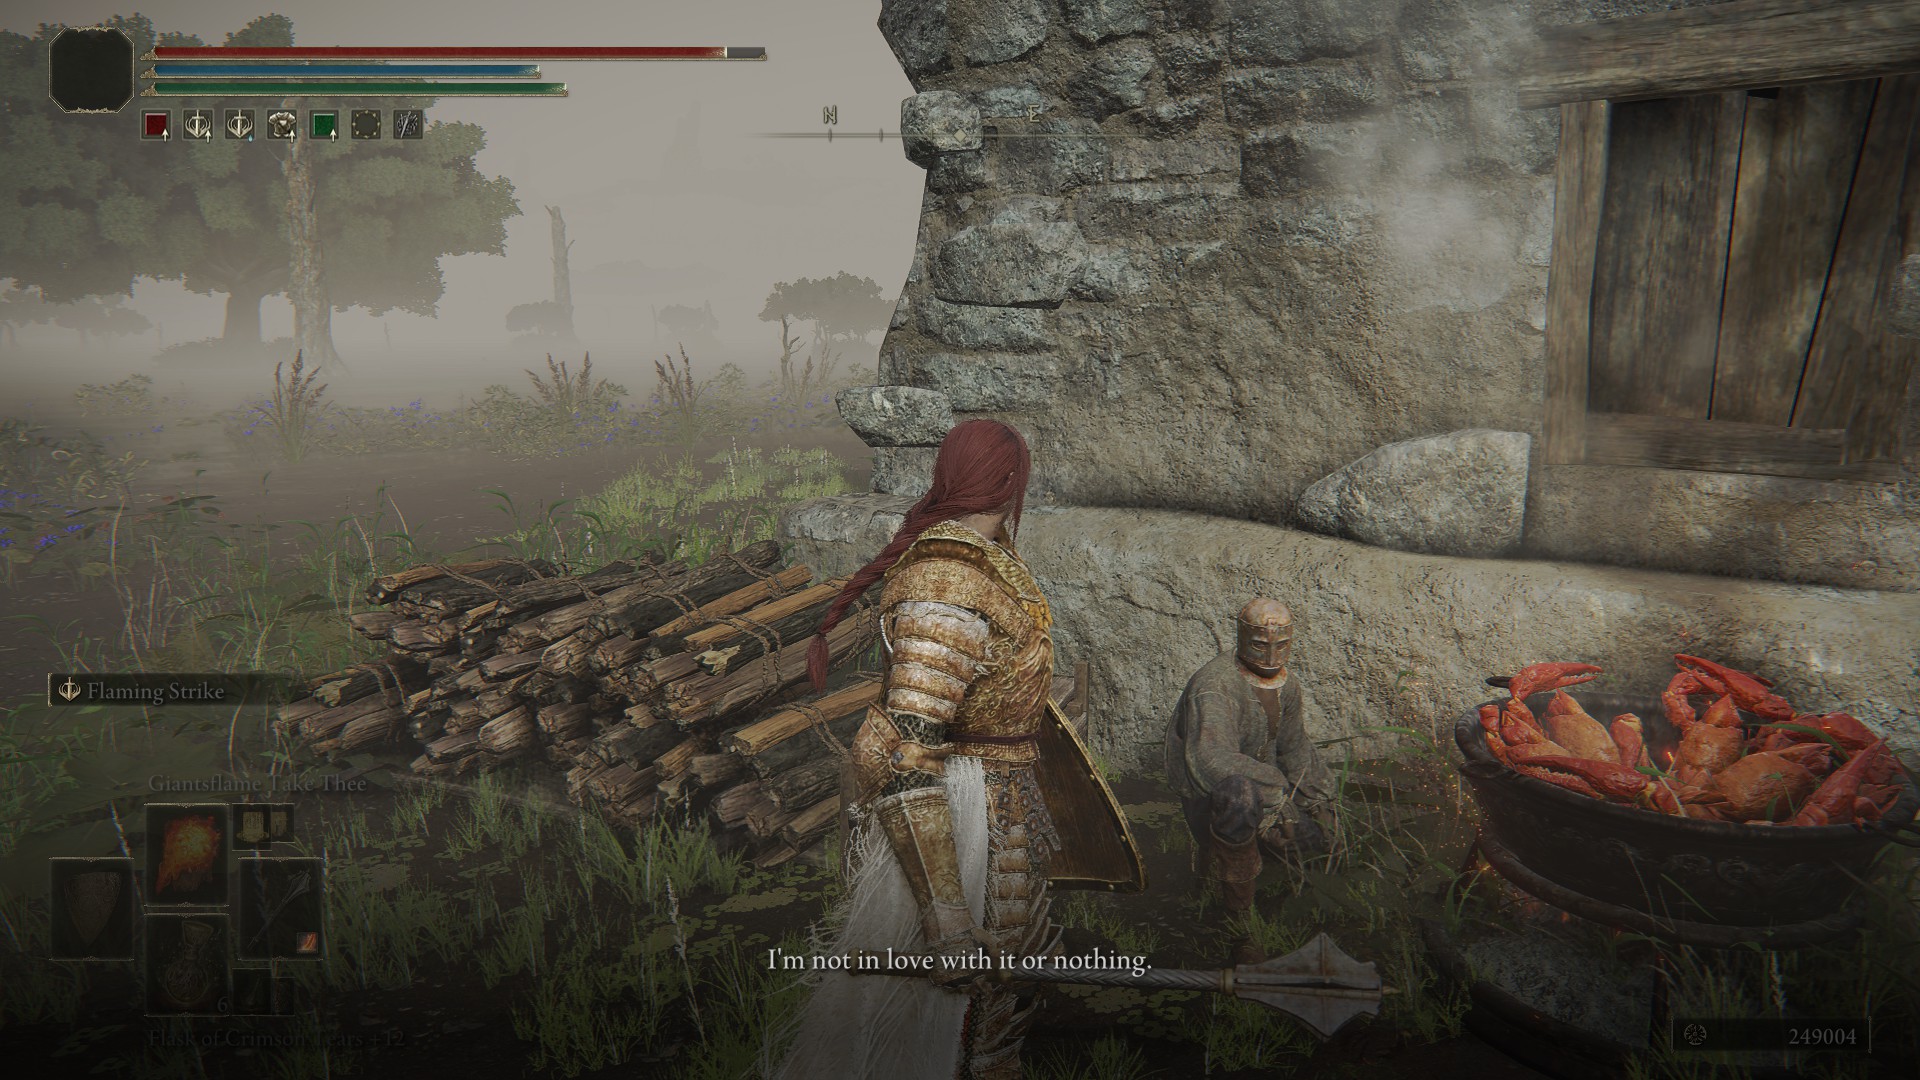 N
E
Flaming Strike
Giantsflame Take Thee
6
Flask of Crimson Tears +12
I'm not in love with it or nothing.
249004